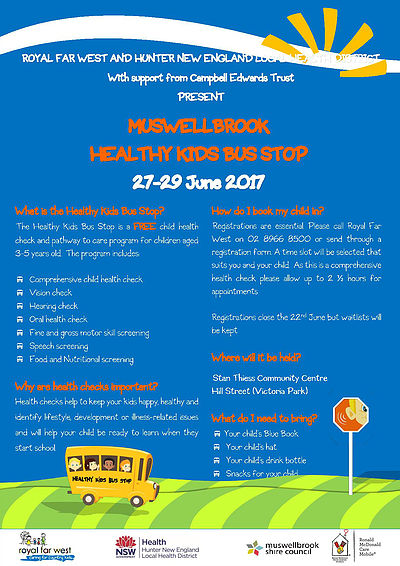 ROYAL FAR WEST AND HUNTER NEW ENGLAND LOCAL HEALTH DISTRICT
With support from Campbell Edwards Trust
PRESENT
MUSWELLBROOK
HEALTHY KIDS BUS STOP
27-29 June 2017
What is the Healthy Kids Bus Stop?
The Healthy Kids Bus Stop is a FREE child health
check and pathway to care program for children aged
3-5 years old. The program includes:
Comprehensive child health check
Vision check
Hearing check
Oral health check
Fine and gross motor skill screening
Speech screening
Food and Nutritional screening
Why are health checks important?
Health checks help to keep your kids happy, healthy and
identify lifestyle, development or illness-related issues
and will help your child be ready to learn when they
start school.
How do I book my child in?
Registrations are essential. Please call Royal Far
West on 02 8966 8500 or send through a
registration form. A time slot will be selected that
suits you and your child. As this is a comprehensive
health check please allow up to 2 ½ hours for
appointments.
Registrations close the 22nd June but waitlists will
be kept
Where will it be held?
Stan Thiess Community Centre
Hill Street (Victoria Park)
What do I need to bring?
Your child's Blue Book
Your child's hat
Your child's drink bottle
Snacks for your child
HEALTHY KIDS BUS STOP
royal far west
caring for country kids
NSW
GOVERNMENT
Health
Hunter New England
Local Health District
muswellbrook
shire council
Ronald
McDonald
Care
Mobile®